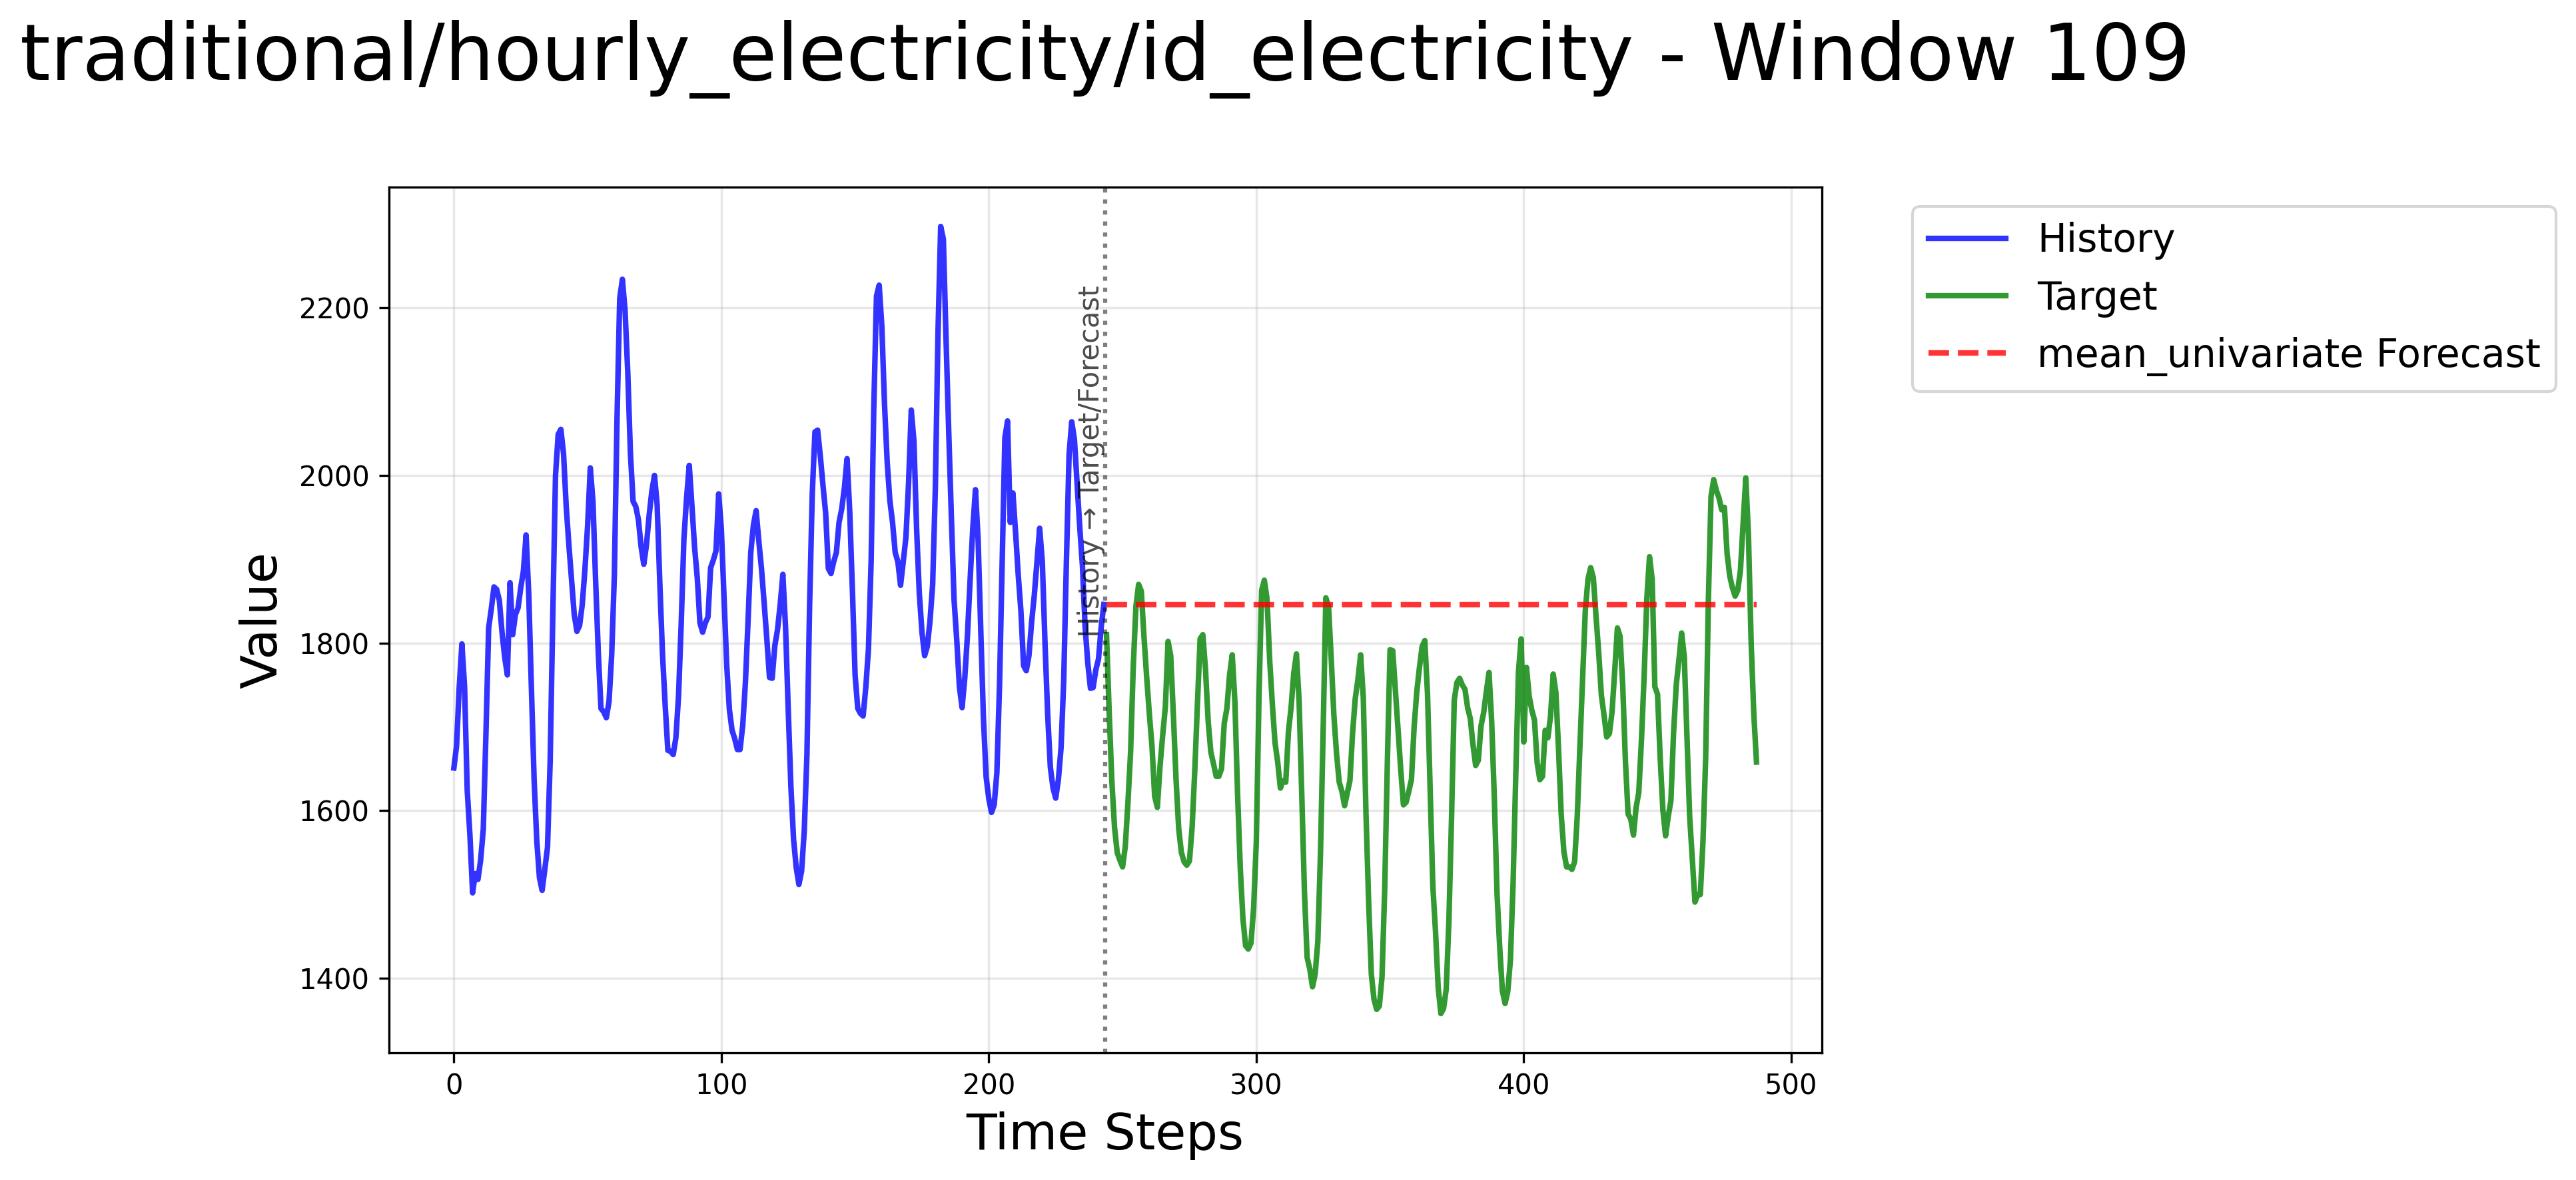 traditional/hourly_electricity/id_electricity - Window 109
History
Target
mean_univariate Forecast
History → Target/Forecast
Value
2200
2000
1800
1600
1400
0
100
200
300
400
500
Time Steps